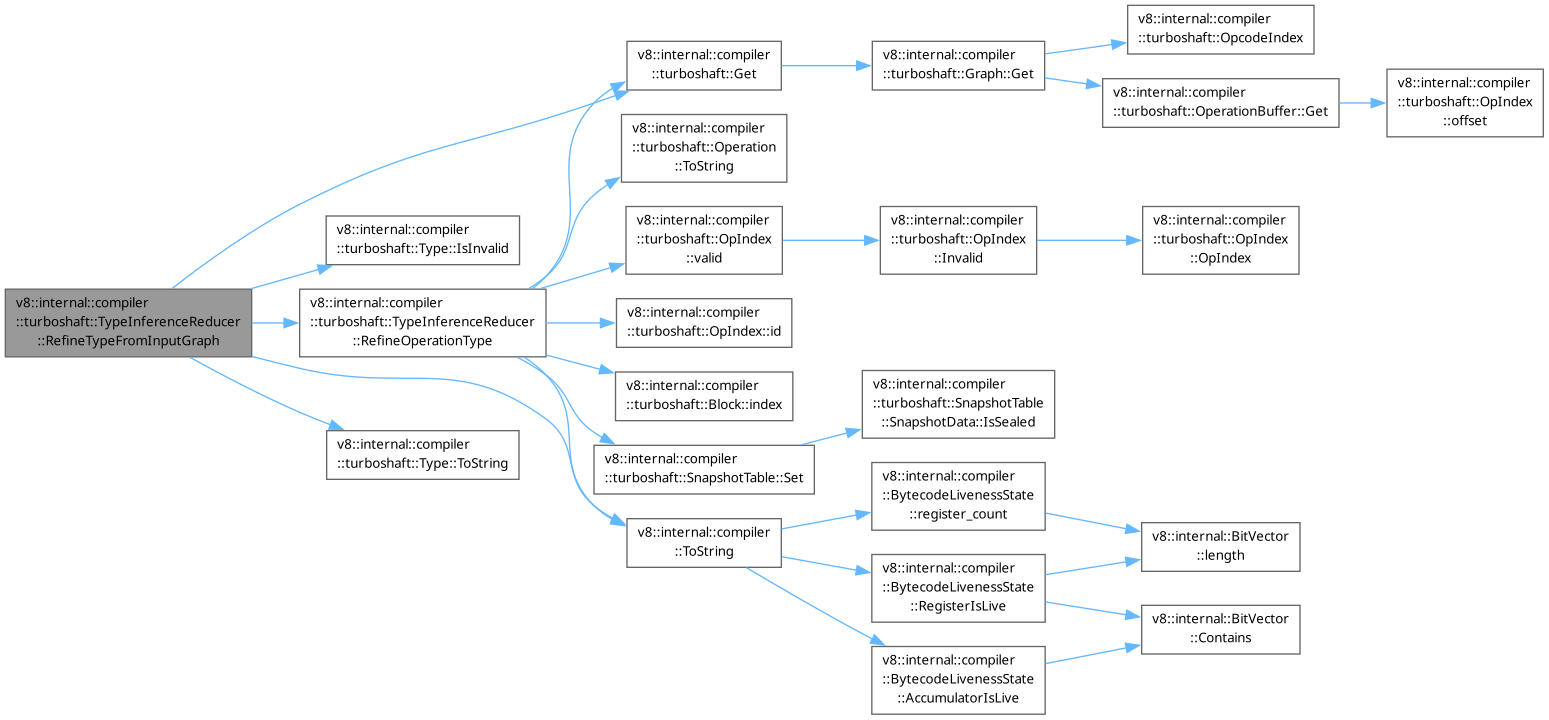 v8::internal::compiler
::turboshaft::TypeInferenceReducer
::RefineTypeFromInputGraph
v8::internal::compiler
::turboshaft::Get
v8::internal::compiler
::turboshaft::Graph::Get
v8::internal::compiler
::turboshaft::OpcodeIndex
v8::internal::compiler
::turboshaft::OperationBuffer::Get
v8::internal::compiler
::turboshaft::OpIndex
::offset
v8::internal::compiler
::turboshaft::Type::IsInvalid
v8::internal::compiler
::turboshaft::TypeInferenceReducer
::RefineOperationType
v8::internal::compiler
::turboshaft::Operation
::ToString
v8::internal::compiler
::turboshaft::OpIndex
::valid
v8::internal::compiler
::turboshaft::OpIndex
::Invalid
v8::internal::compiler
::turboshaft::OpIndex
::OpIndex
v8::internal::compiler
::turboshaft::OpIndex::id
v8::internal::compiler
::turboshaft::Block::index
v8::internal::compiler
::turboshaft::SnapshotTable::Set
v8::internal::compiler
::turboshaft::SnapshotTable
::SnapshotData::IsSealed
v8::internal::compiler
::ToString
v8::internal::compiler
::BytecodeLivenessState
::register_count
v8::internal::compiler
::BytecodeLivenessState
::RegisterIsLive
v8::internal::compiler
::BytecodeLivenessState
::AccumulatorIsLive
v8::internal::BitVector
::length
v8::internal::BitVector
::Contains
v8::internal::compiler
::turboshaft::Type::ToString